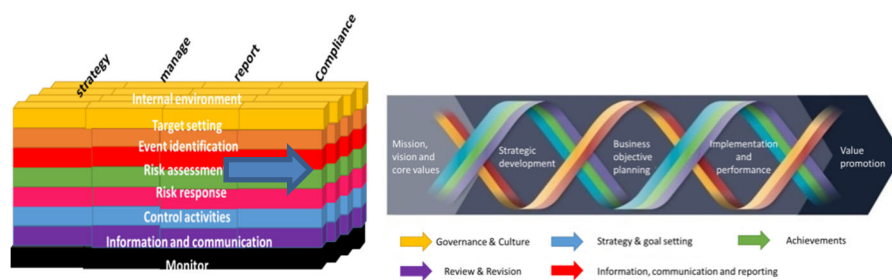 strategy
manage
report
Compliance
Internal environment
Target setting
Event identification
Risk assessment
Risk response
Control activities
Information and communication
Monitor
Mission,
vision and
core values
Strategic
development
Business
objective
planning
Implementation
and
performance
Value
promotion
Governance & Culture
Strategy & goal setting
Achievements
Review & Revision
Information, communication and reporting